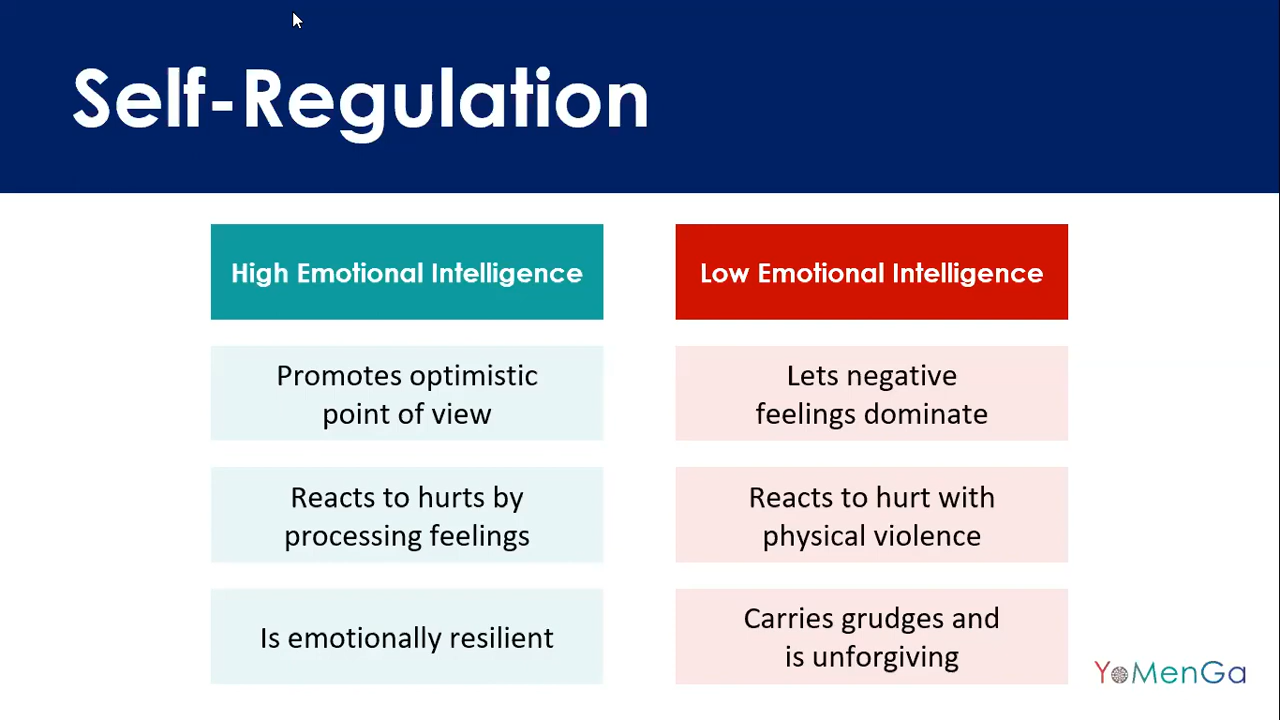 Self-Regulation
High Emotional Intelligence
Low Emotional Intelligence
Promotes optimistic
point of view
Lets negative
feelings dominate
Reacts to hurts by
processing feelings
Reacts to hurt with
physical violence
Is emotionally resilient
Carries grudges and
is unforgiving
YoMenGa